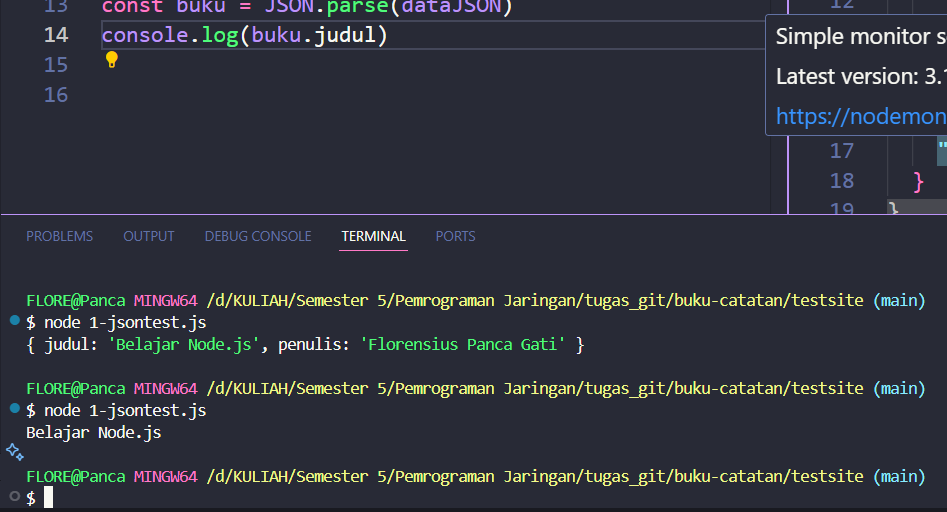 13 const buku = JSON.parse(dataJSON)
14 console.log(buku.judul)
15
16
12
Simple monitor
Latest version: 3.1
https://nodemon
17 "
18 }
19 }
PROBLEMS OUTPUT DEBUG CONSOLE TERMINAL PORTS
FLORE@Panca MINGW64 /d/KULIAH/Semester 5/Pemrograman Jaringan/tugas_git/buku-catatan/testsite (main)
$ node 1-jsontest.js
{ judul: 'Belajar Node.js', penulis: 'Florensius Panca Gati' }
FLORE@Panca MINGW64 /d/KULIAH/Semester 5/Pemrograman Jaringan/tugas_git/buku-catatan/testsite (main)
$ node 1-jsontest.js
Belajar Node.js
FLORE@Panca MINGW64 /d/KULIAH/Semester 5/Pemrograman Jaringan/tugas_git/buku-catatan/testsite (main)
$